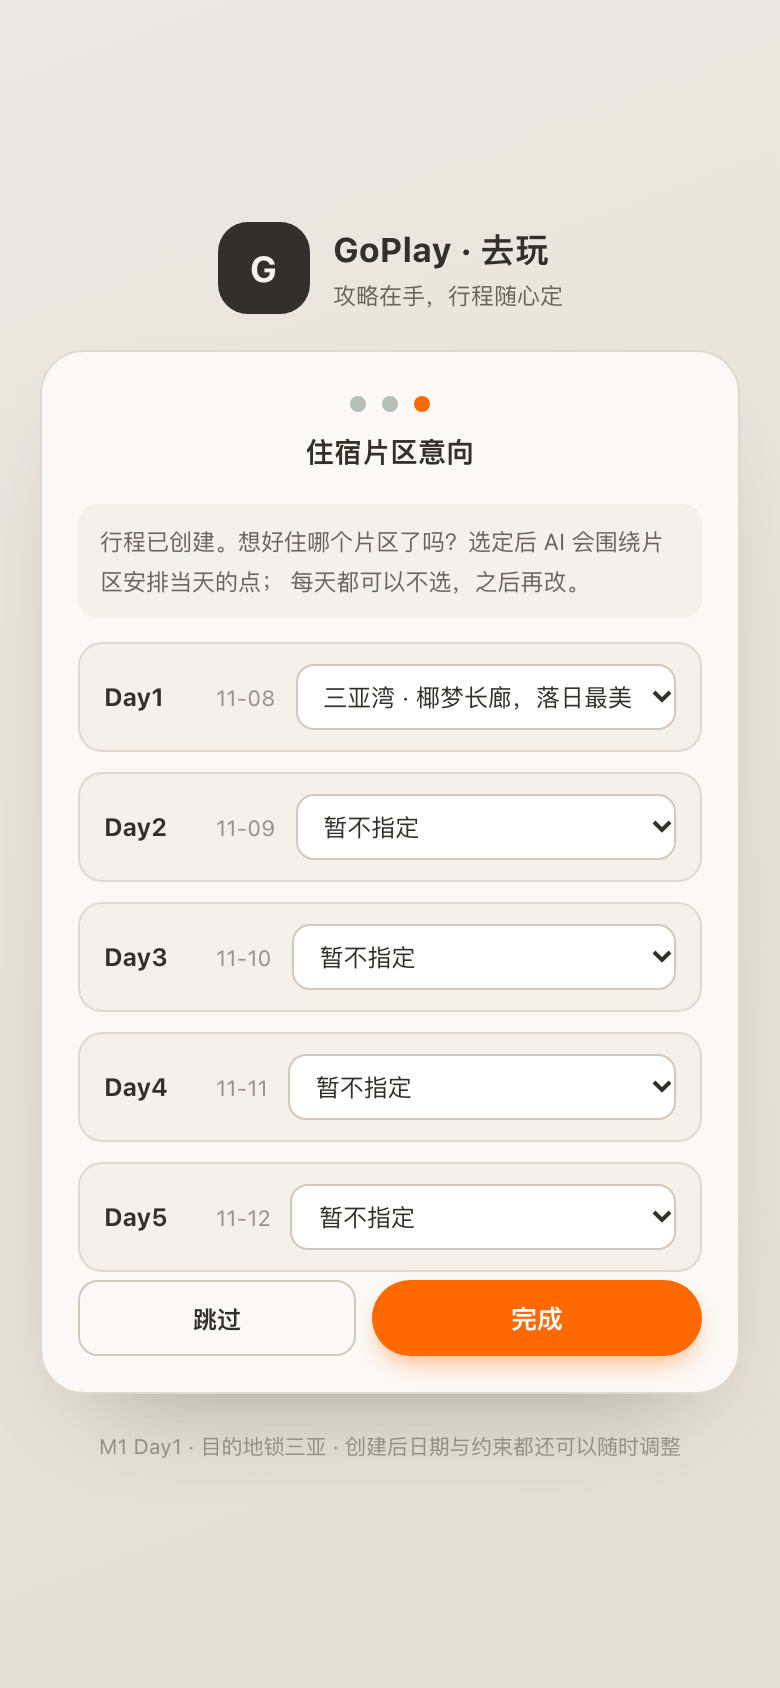 G
GoPlay · 去玩
攻略在手，行程随心定
住宿片区意向
行程已创建。想好住哪个片区了吗？选定后 AI 会围绕片
区安排当天的点； 每天都可以不选，之后再改。
Day1 11-08 三亚湾 · 椰梦长廊，落日最美
Day2 11-09 暂不指定
Day3 11-10 暂不指定
Day4 11-11 暂不指定
Day5 11-12 暂不指定
跳过 完成
M1 Day1 · 目的地锁三亚 · 创建后日期与约束都还可以随时调整